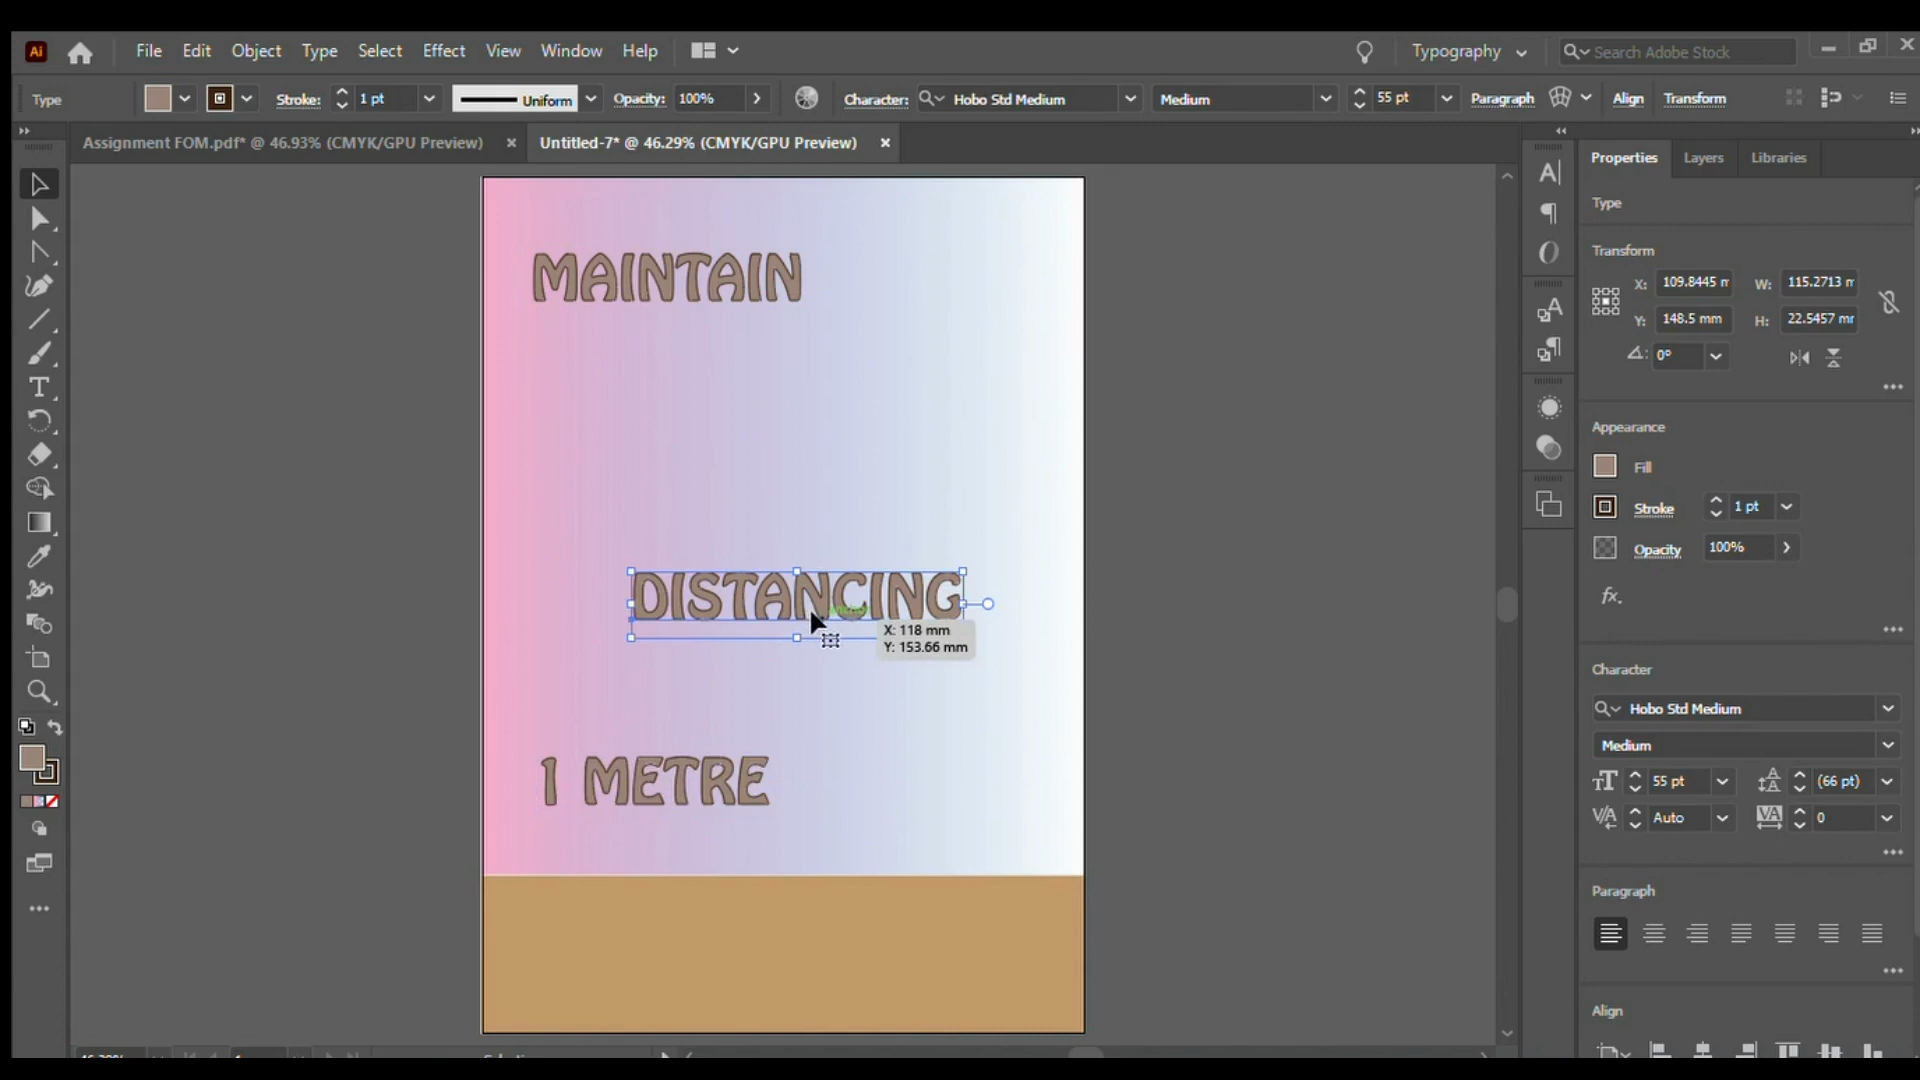 Ai File Edit Object Type Select Effect View Window Help Typography Search Adobe Stock
Type Stroke: 1 pt Uniform Opacity: 100% Character: Hobo Std Medium Medium 55 pt Paragraph Align Transform
Assignment FOM.pdf* @ 46.93% (CMYK/GPU Preview) Untitled-7* @ 46.29% (CMYK/GPU Preview)
MAINTAIN
DISTANCING
X: 118 mm
Y: 153.66 mm
1 METRE
Properties Layers Libraries
Type
Transform
X: 109.8445 W: 115.2713
Y: 148.5 mm H: 22.5457
0°
Appearance
Fill
Stroke 1 pt
Opacity 100%
fx.
Character
Hobo Std Medium
Medium
55 pt (66 pt)
Auto 0
Paragraph
Align